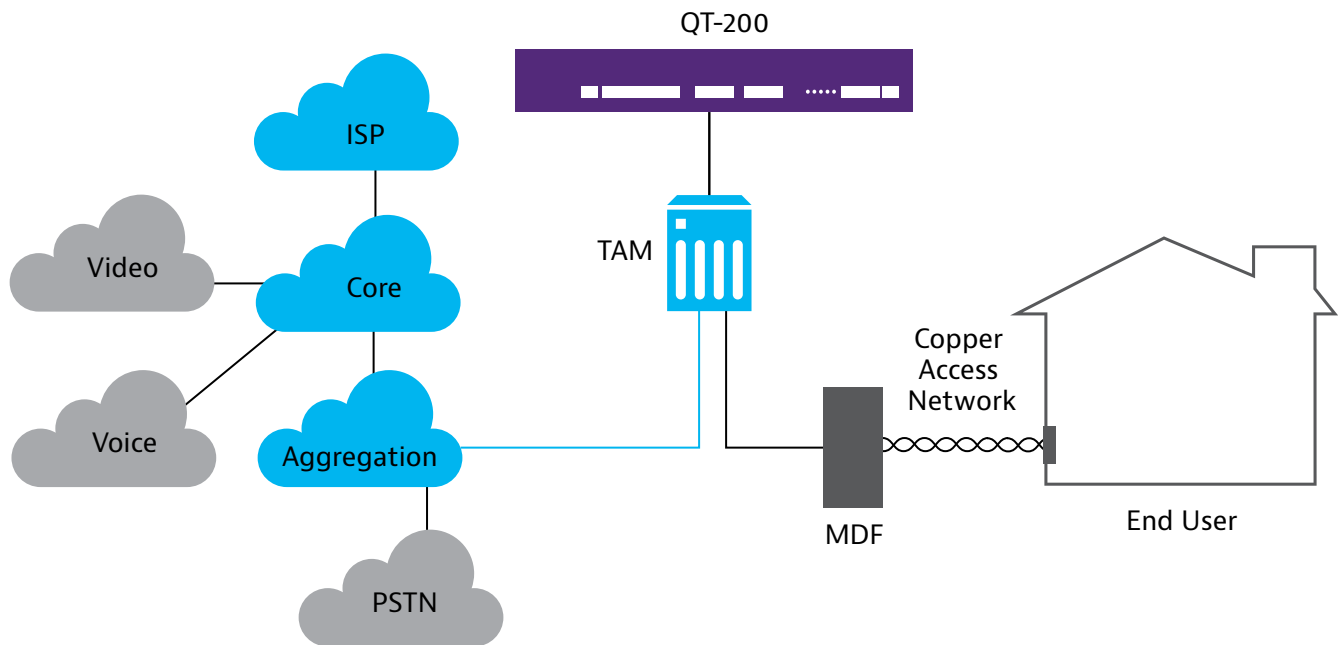 QT-200
ISP
TAM
Video
Core
Copper
Access
Network
Voice
Aggregation
MDF
End User
PSTN